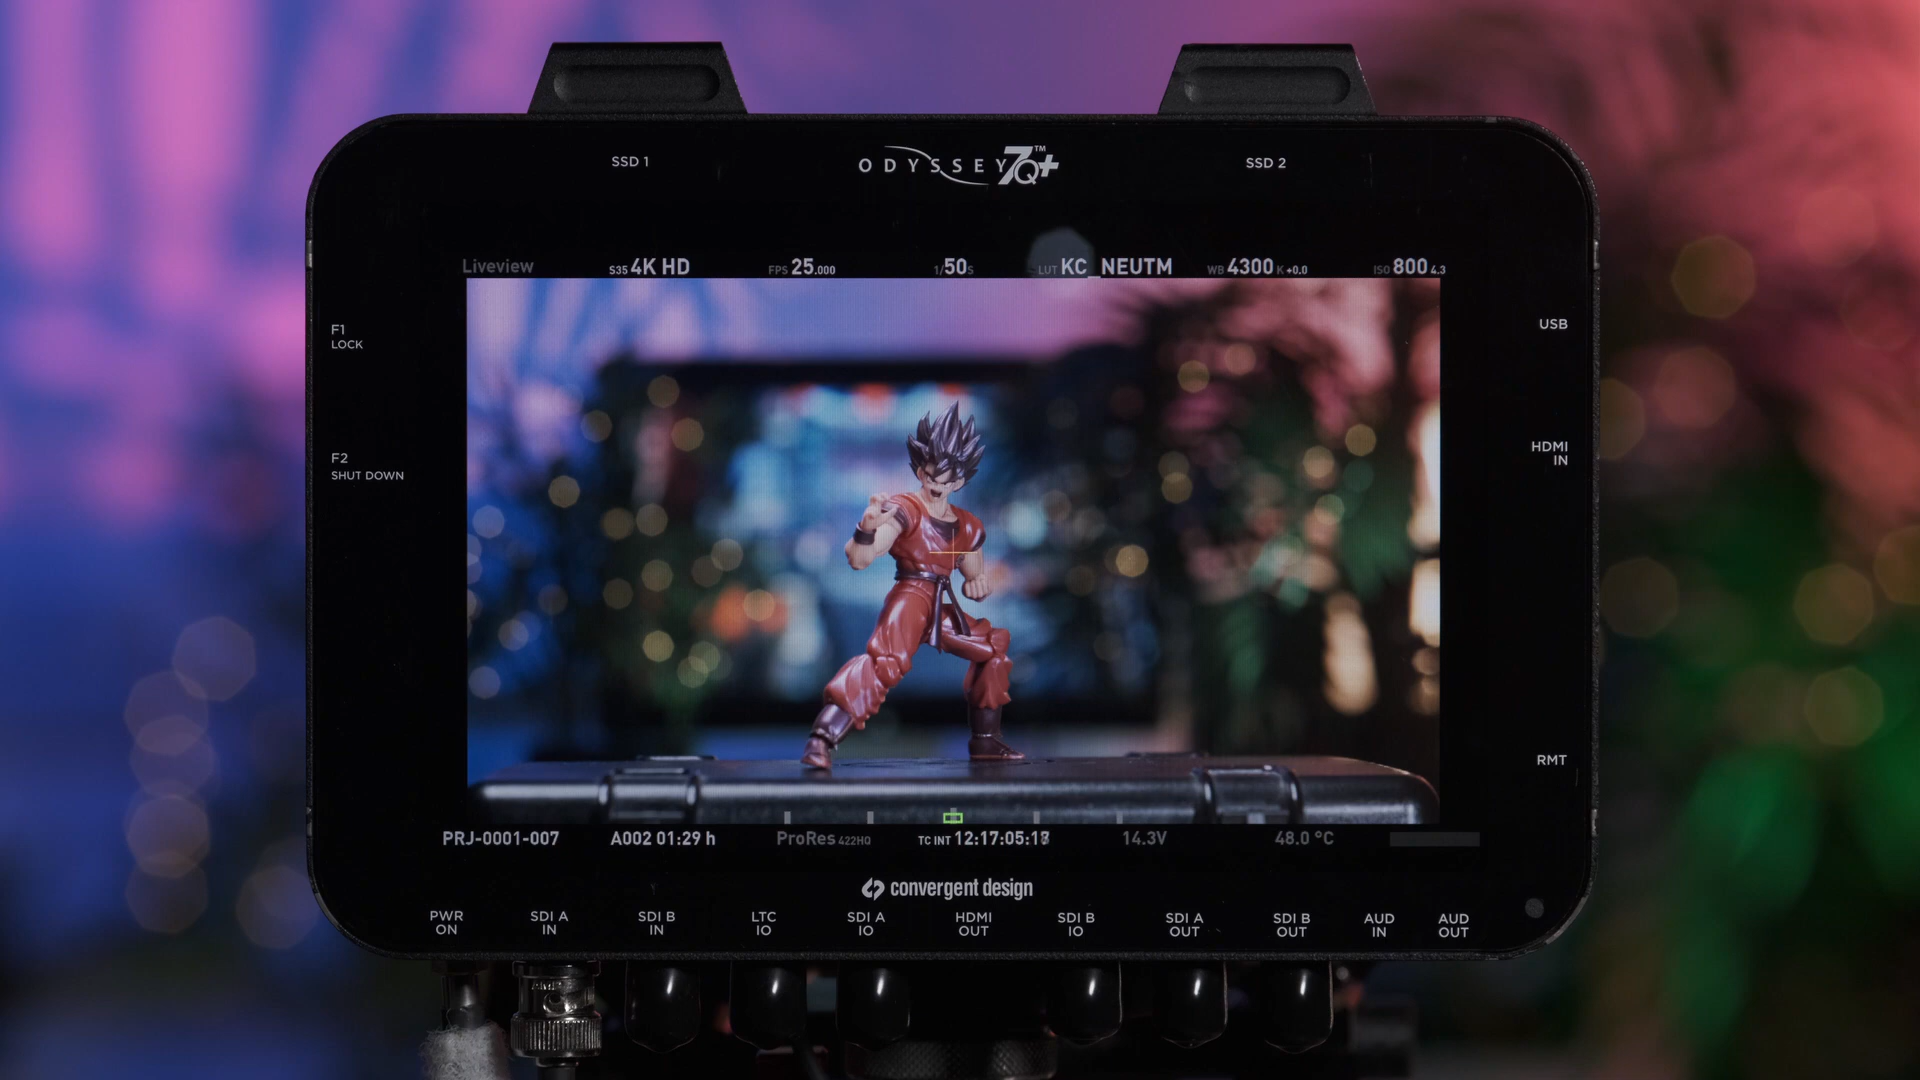 SSD 1
ODYSSEY 7Q+™
SSD 2
Liveview S35 4K HD FPS 25.000 1/50s LUT KC_NEUTM WB 4300 K +0.0 ISO 800 4.3
F1
LOCK
F2
SHUT DOWN
USB
HDMI
IN
RMT
PRJ-0001-007 A002 01:29 h ProRes 422HQ TC INT 12:17:05: 14.3V 48.0 °C
convergent design
PWR
ON
SDI A
IN
SDI B
IN
LTC
IO
SDI A
IO
HDMI
OUT
SDI B
IO
SDI A
OUT
SDI B
OUT
AUD
IN
AUD
OUT